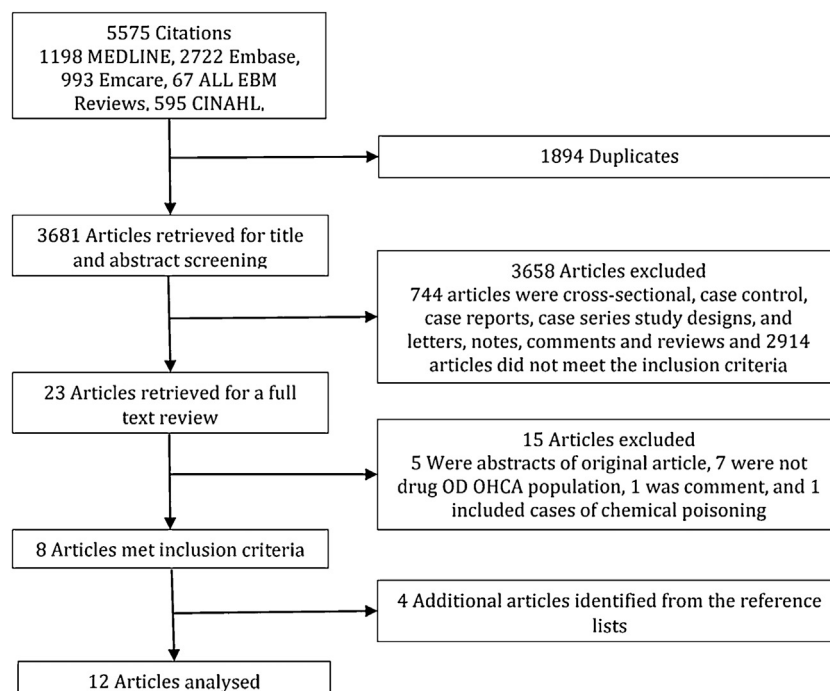 5575 Citations
1198 MEDLINE, 2722 Embase,
993 Emcare, 67 ALL EBM
Reviews, 595 CINAHL,
1894 Duplicates
3681 Articles retrieved for title
and abstract screening
3658 Articles excluded
744 articles were cross-sectional, case control,
case reports, case series study designs, and
letters, notes, comments and reviews and 2914
articles did not meet the inclusion criteria
23 Articles retrieved for a full
text review
15 Articles excluded
5 Were abstracts of original article, 7 were not
drug OD OHCA population, 1 was comment, and 1
included cases of chemical poisoning
8 Articles met inclusion criteria
4 Additional articles identified from the reference
lists
12 Articles analysed